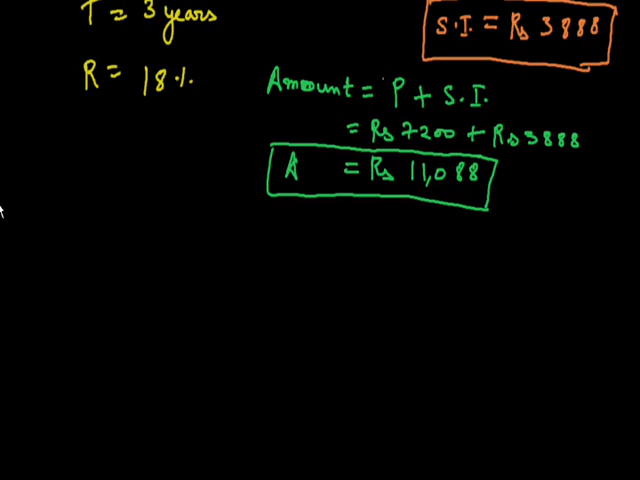 T = 3 years
S.I. = Rs 3888
R = 18%
Amount = P + S.I.
= Rs 7200 + Rs 3888
A = Rs 11,088